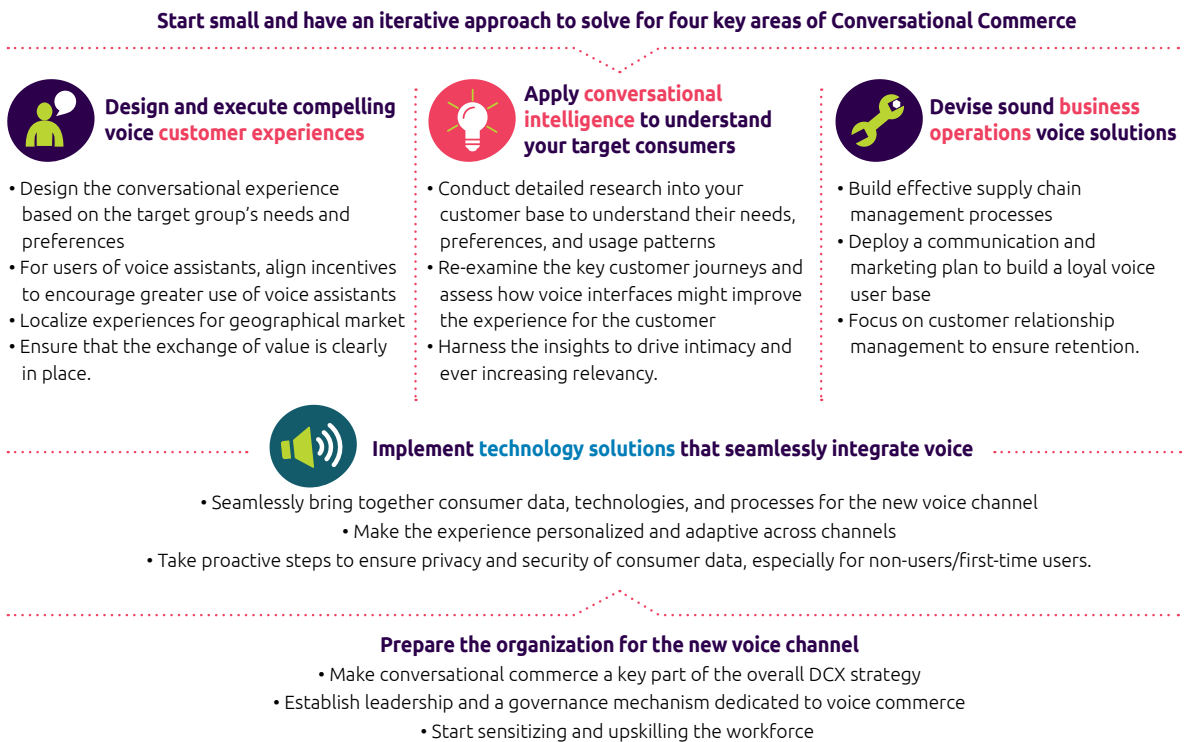 Start small and have an iterative approach to solve for four key areas of Conversational Commerce
Design and execute compelling
voice customer experiences
• Design the conversational experience
based on the target group's needs and
preferences
• For users of voice assistants, align incentives
to encourage greater use of voice assistants
• Localize experiences for geographical market
• Ensure that the exchange of value is clearly
in place.
Apply conversational
intelligence to understand
your target consumers
• Conduct detailed research into your
customer base to understand their needs,
preferences, and usage patterns
• Re-examine the key customer journeys and
assess how voice interfaces might improve
the experience for the customer
• Harness the insights to drive intimacy and
ever increasing relevancy.
Devise sound business
operations voice solutions
• Build effective supply chain
management processes
• Deploy a communication and
marketing plan to build a loyal voice
user base
• Focus on customer relationship
management to ensure retention.
Implement technology solutions that seamlessly integrate voice
• Seamlessly bring together consumer data, technologies, and processes for the new voice channel
• Make the experience personalized and adaptive across channels
• Take proactive steps to ensure privacy and security of consumer data, especially for non-users/first-time users.
Prepare the organization for the new voice channel
• Make conversational commerce a key part of the overall DCX strategy
• Establish leadership and a governance mechanism dedicated to voice commerce
• Start sensitizing and upskilling the workforce